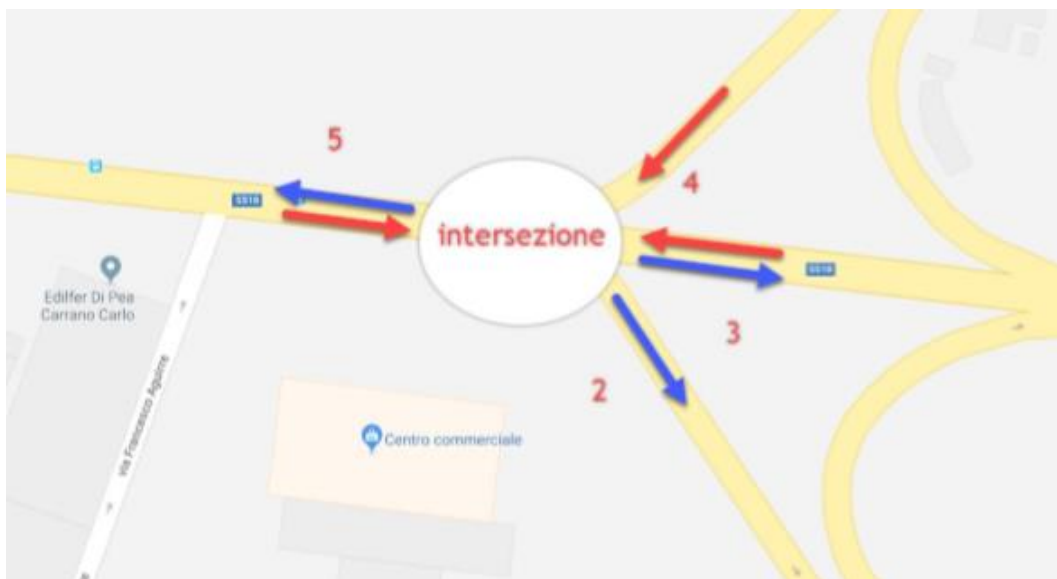 5
4
SS18
intersezione
SS18
Edilfer Di Pea
Carrano Carlo
3
2
via Francesco Aguirre
Centro commerciale